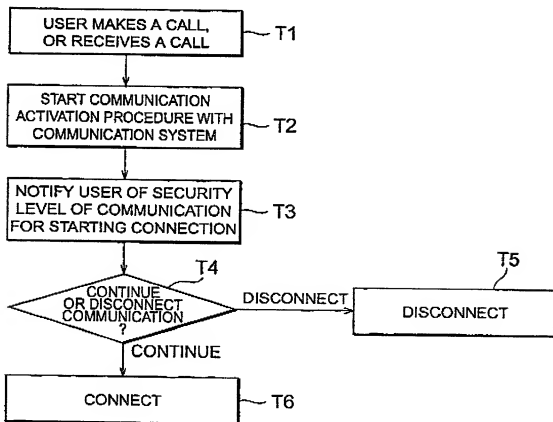 USER MAKES A CALL,
OR RECEIVES A CALL
T1
START COMMUNICATION
ACTIVATION PROCEDURE WITH
COMMUNICATION SYSTEM
T2
NOTIFY USER OF SECURITY
LEVEL OF COMMUNICATION
FOR STARTING CONNECTION
T3
T4
CONTINUE
OR DISCONNECT
COMMUNICATION
?
DISCONNECT
T5
DISCONNECT
CONTINUE
CONNECT
T6